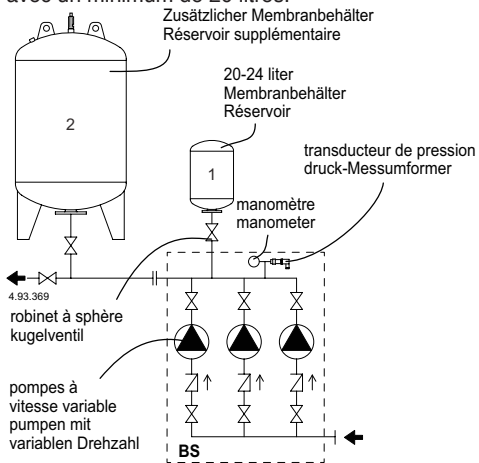 avec un minimum de 20 litres.
Zusätzlicher Membranbehälter
Réservoir supplémentaire
20-24 liter
Membranbehälter
Réservoir
2
1
transducteur de pression
druck-Messumformer
manomètre
manometer
4.93.369
robinet à sphère
kugelventil
pompes à
vitesse variable
pumpen mit
variablen Drehzahl
BS